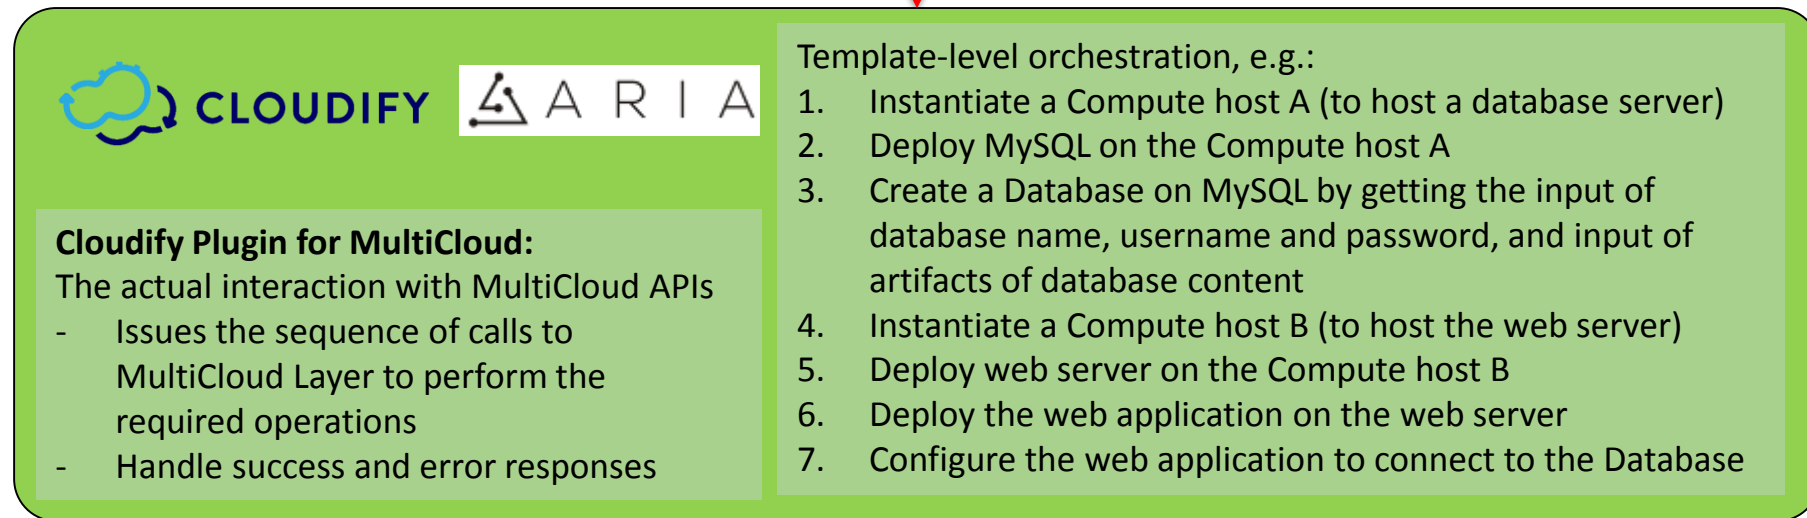 CLOUDIFY
ARIA
Cloudify Plugin for MultiCloud:
The actual interaction with MultiCloud APIs
- Issues the sequence of calls to
MultiCloud Layer to perform the
required operations
- Handle success and error responses
Template-level orchestration, e.g.:
1. Instantiate a Compute host A (to host a database server)
2. Deploy MySQL on the Compute host A
3. Create a Database on MySQL by getting the input of
database name, username and password, and input of
artifacts of database content
4. Instantiate a Compute host B (to host the web server)
5. Deploy web server on the Compute host B
6. Deploy the web application on the web server
7. Configure the web application to connect to the Database